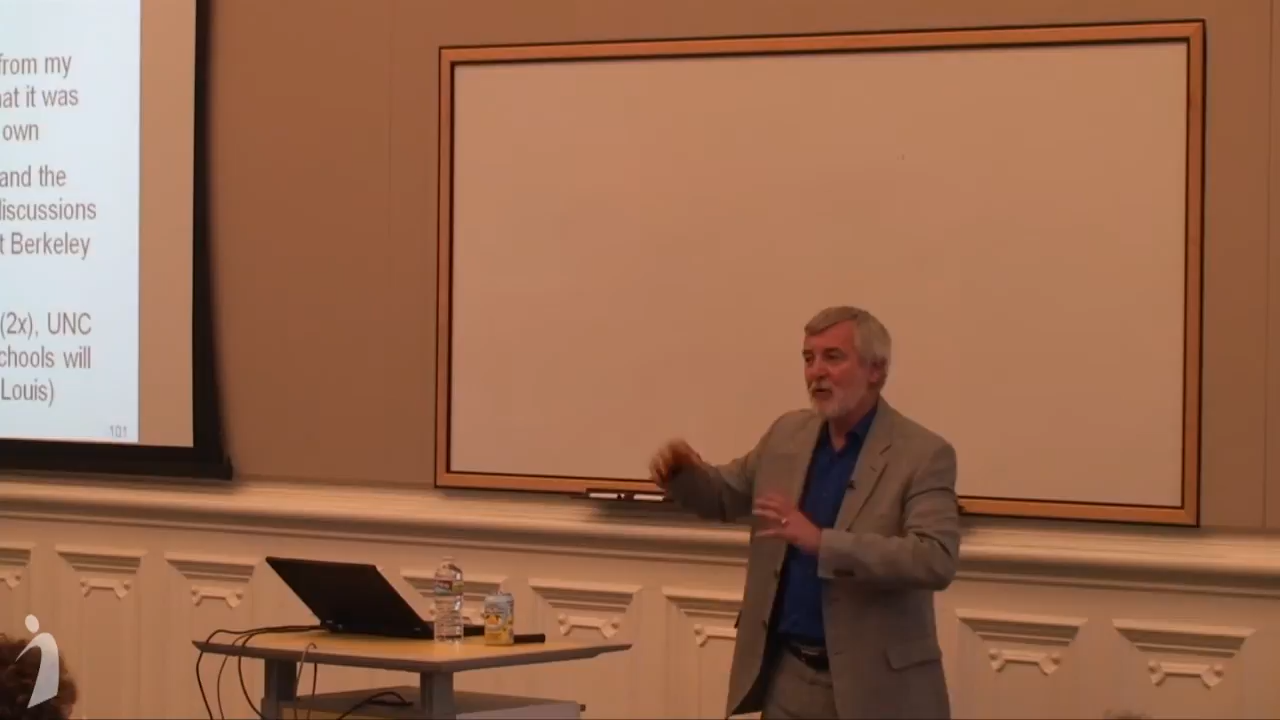 from my
at it was
own
and the
discussions
t Berkeley
(2x), UNC
chools will
Louis)
101